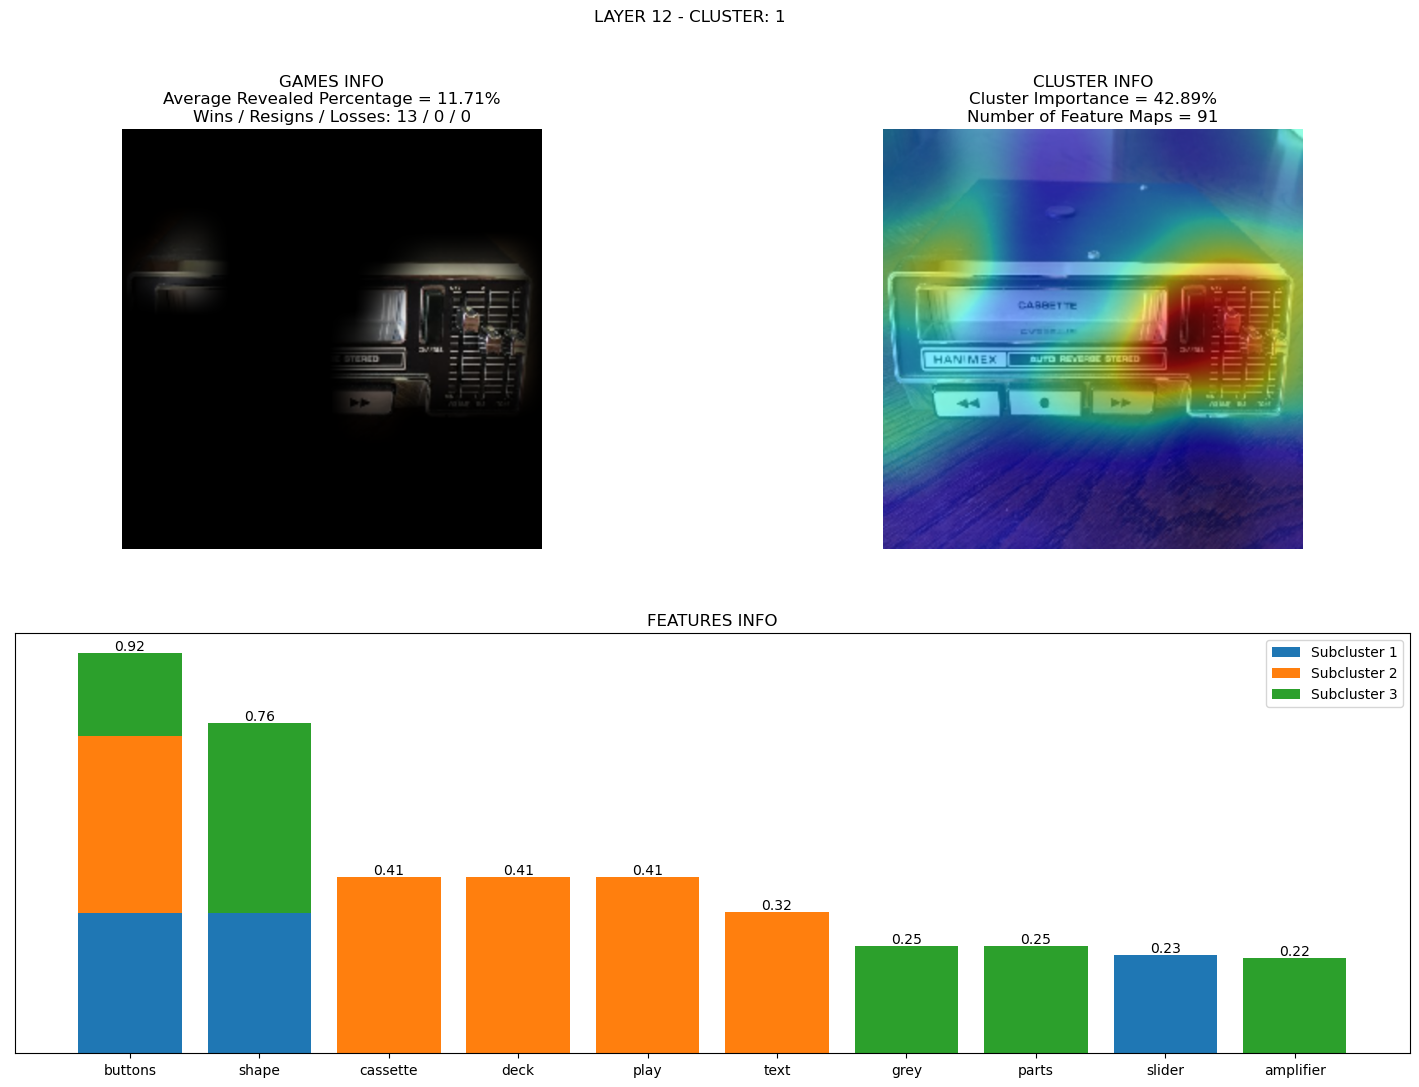 LAYER 12 - CLUSTER: 1
GAMES INFO
Average Revealed Percentage = 11.71%
Wins / Resigns / Losses: 13 / 0 / 0
STEREO
CLUSTER INFO
Cluster Importance = 42.89%
Number of Feature Maps = 91
CASSETTE
HANIMEX
AUTO REVERSE STEREO
FEATURES INFO
0.92
0.76
0.41
0.41
0.41
0.32
0.25
0.25
0.23
0.22
Subcluster 1
Subcluster 2
Subcluster 3
buttons
shape
cassette
deck
play
text
grey
parts
slider
amplifier